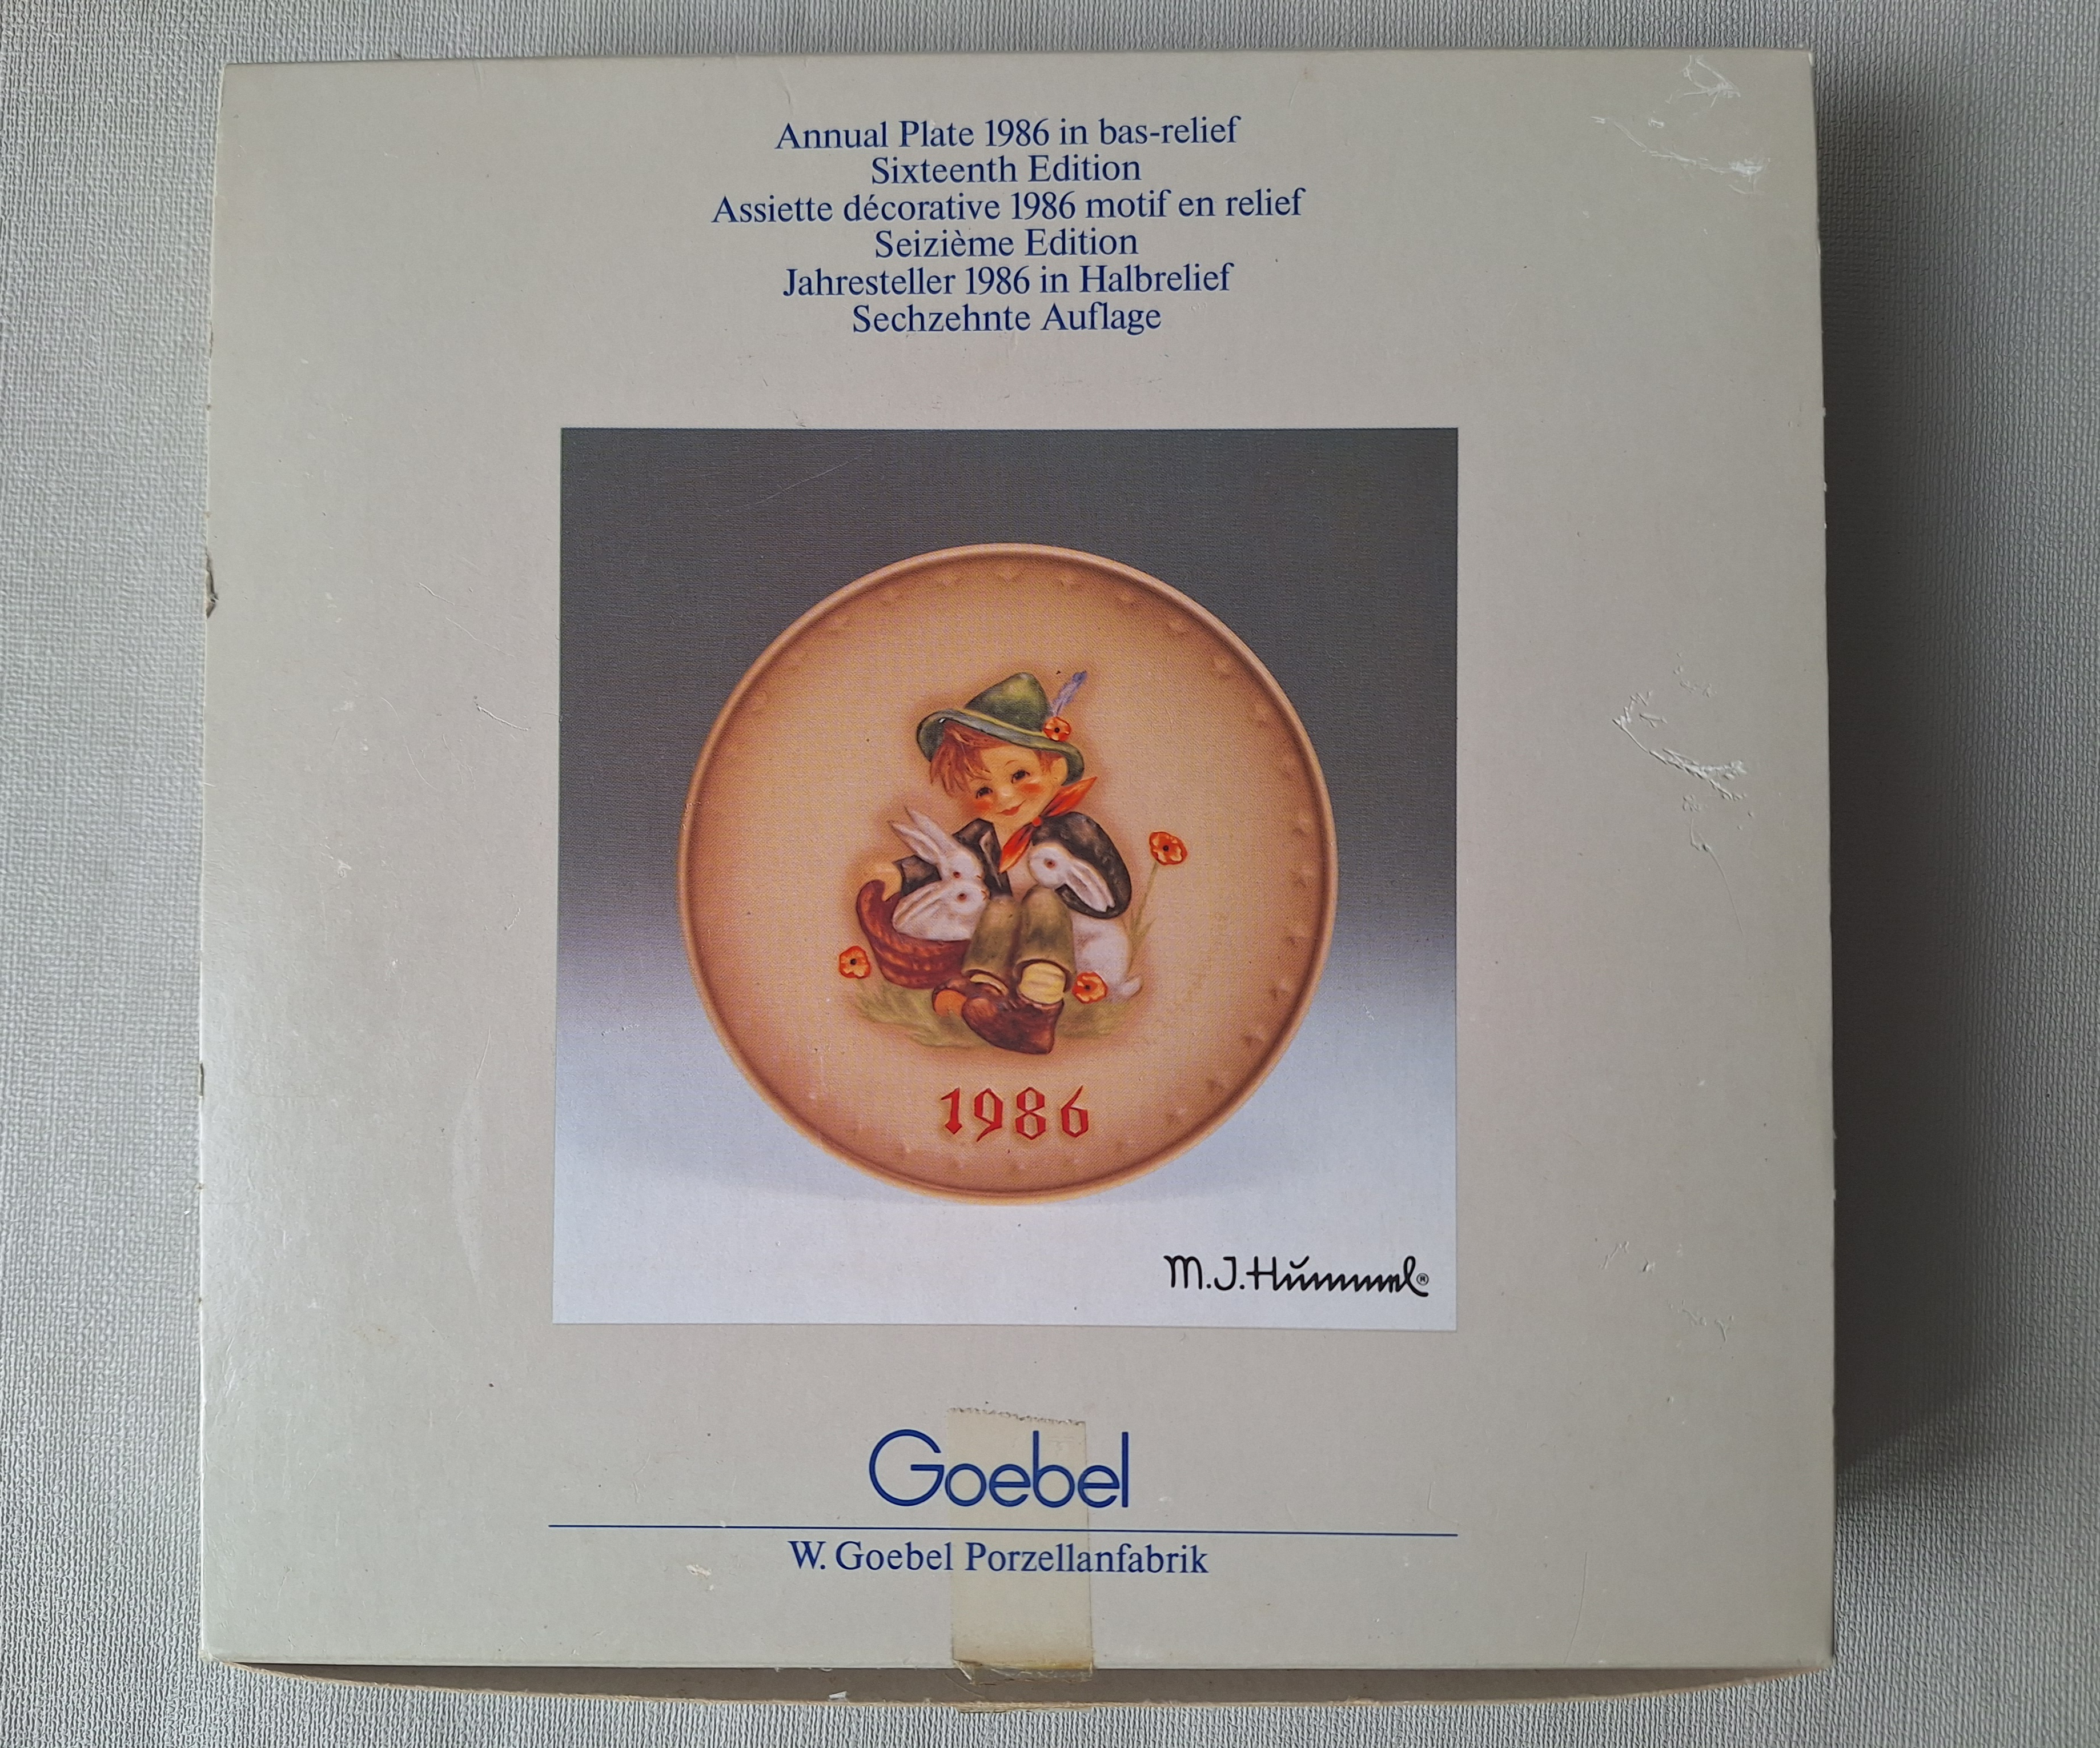 Annual Plate 1986 in bas-relief
Sixteenth Edition
Assiette décorative 1986 motif en relief
Seizième Edition
Jahresteller 1986 in Halbrelief
Sechzehnte Auflage
1986
M.J.Hummel®
Goebel
W. Goebel Porzellanfabrik